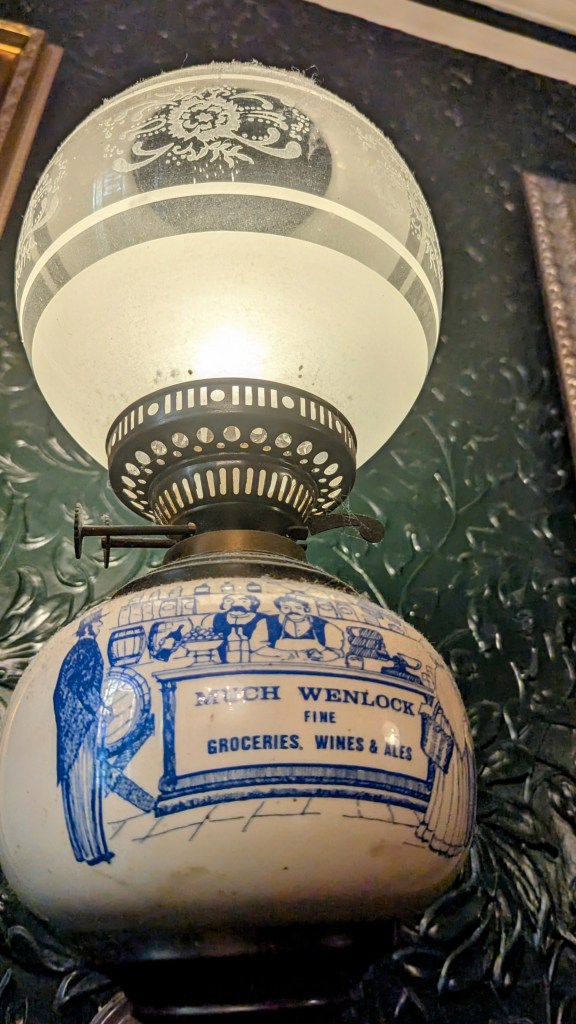 MUCH WENLOCK
FINE
GROCERIES, WINES & ALES